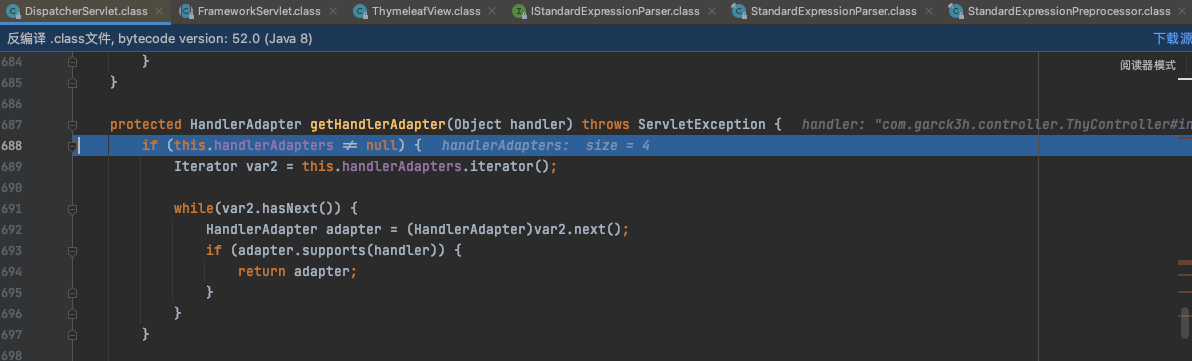 DispatcherServlet.class FrameworkServlet.class ThymeleafView.class IStandardExpressionParser.class StandardExpressionParser.class StandardExpressionPreprocessor.class
反编译 .class文件, bytecode version: 52.0 (Java 8) 下载源
阅读器模式
684 }
685 }
686
687 protected HandlerAdapter getHandlerAdapter(Object handler) throws ServletException { handler: "com.garck3h.controller.ThyController#in
688 if (this.handlerAdapters ≠ null) { handlerAdapters: size = 4
689 Iterator var2 = this.handlerAdapters.iterator();
690
691 while(var2.hasNext()) {
692 HandlerAdapter adapter = (HandlerAdapter)var2.next();
693 if (adapter.supports(handler)) {
694 return adapter;
695 }
696 }
697 }
698